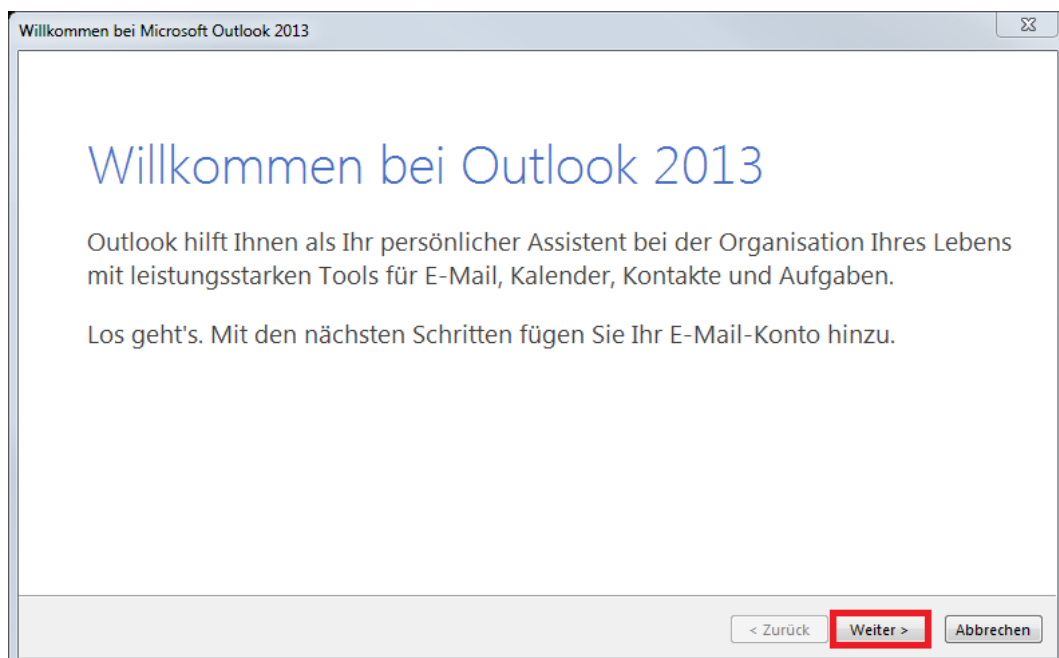 Willkommen bei Microsoft Outlook 2013
Willkommen bei Outlook 2013
Outlook hilft Ihnen als Ihr persönlicher Assistent bei der Organisation Ihres Lebens
mit leistungsstarken Tools für E-Mail, Kalender, Kontakte und Aufgaben.
Los geht's. Mit den nächsten Schritten fügen Sie Ihr E-Mail-Konto hinzu.
< Zurück Weiter > Abbrechen